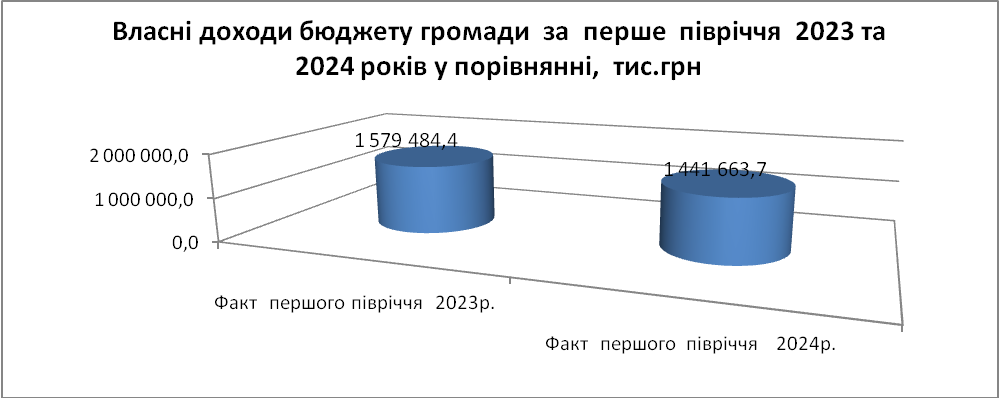 Власні доходи бюджету громади за перше півріччя 2023 та
2024 років у порівнянні, тис.грн
1 579 484,4
1 441 663,7
2 000 000,0
1 000 000,0
0,0
Факт першого півріччя 2023р.
Факт першого півріччя 2024р.